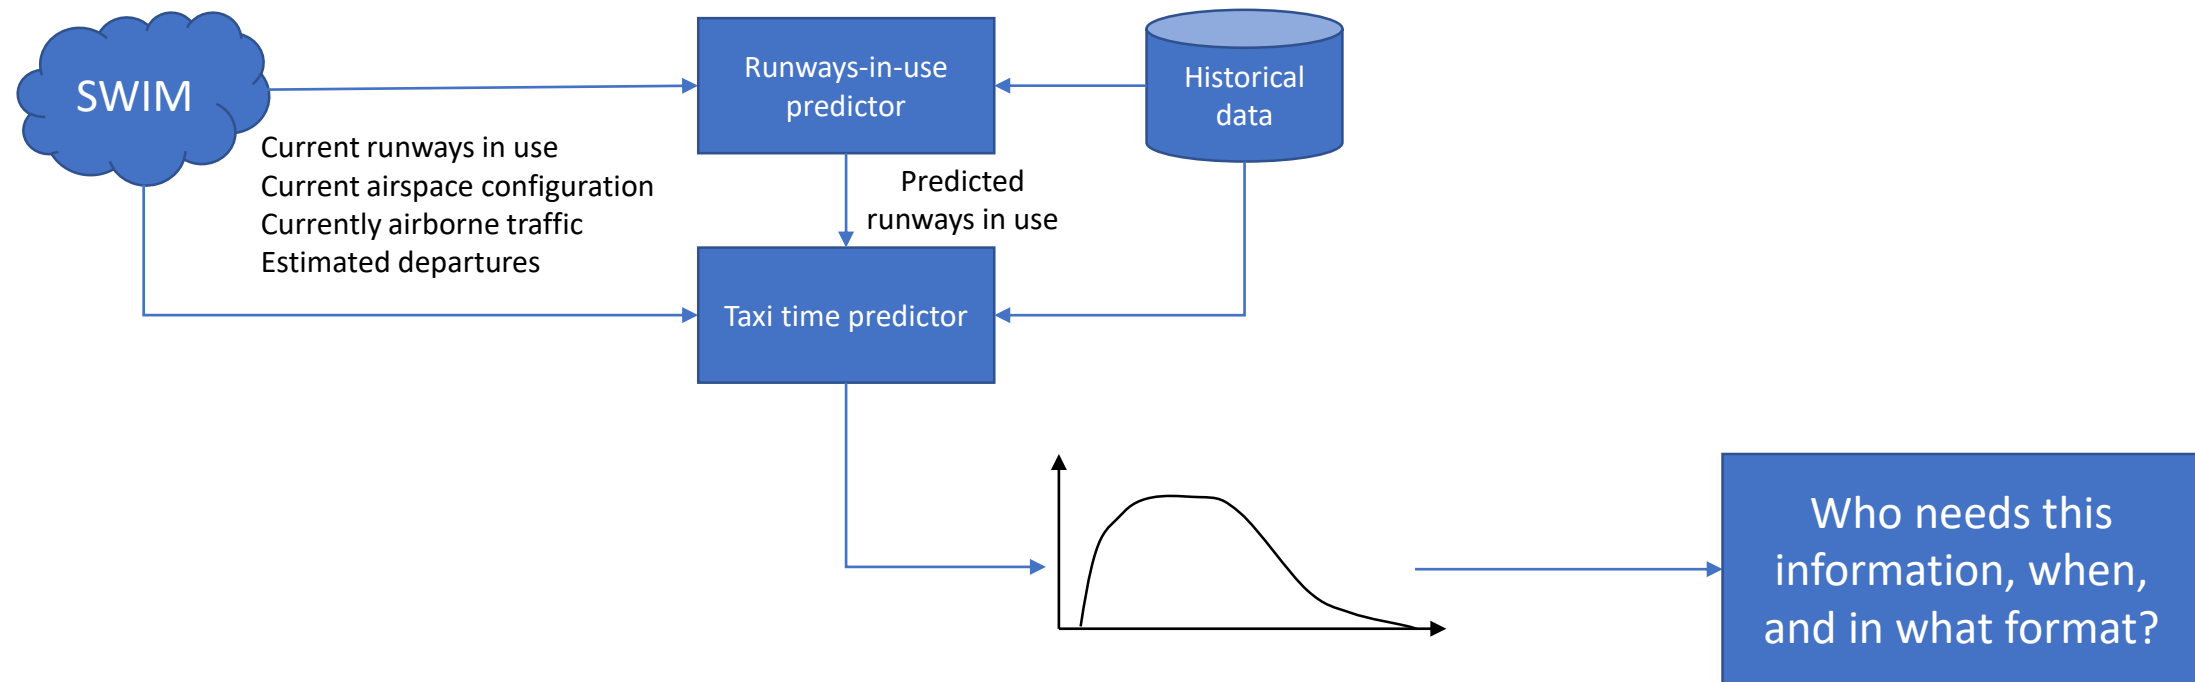 SWIM
Runways-in-use
predictor
Historical
data
Current runways in use
Current airspace configuration
Currently airborne traffic
Estimated departures
Predicted
runways in use
Taxi time predictor
Who needs this
information, when,
and in what format?